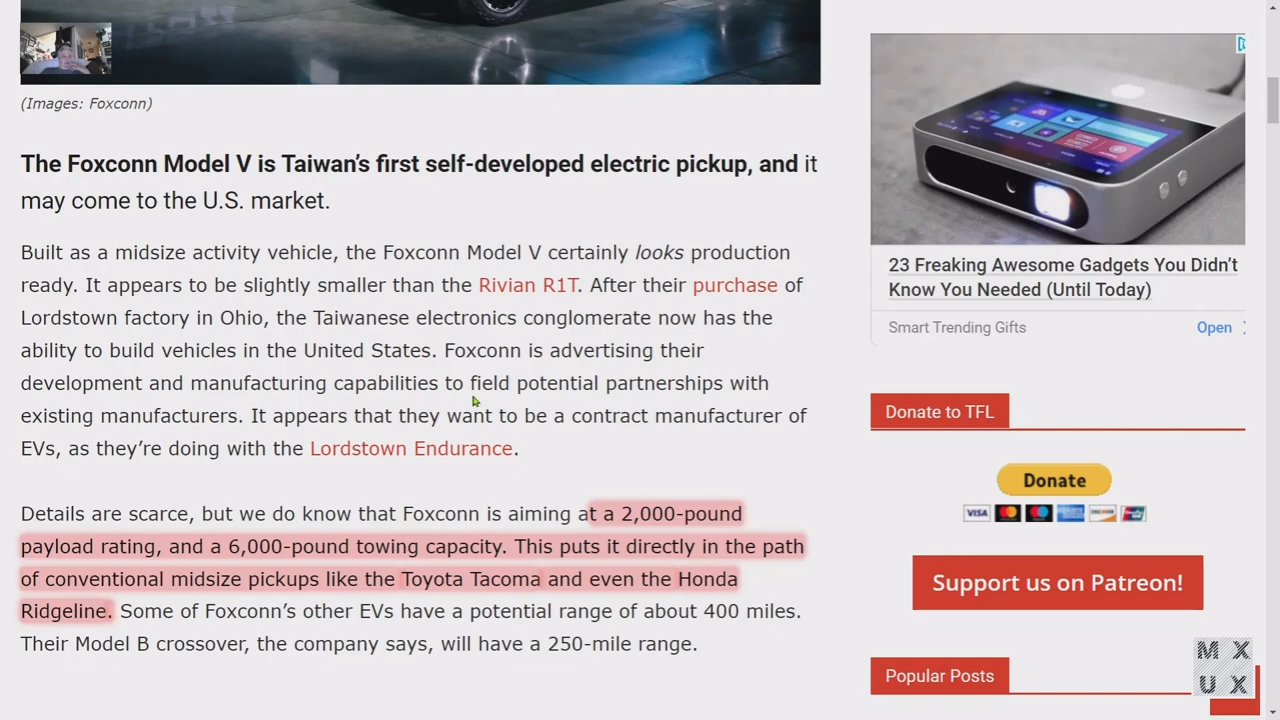 (Images: Foxconn)
The Foxconn Model V is Taiwan’s first self-developed electric pickup, and it
may come to the U.S. market.
Built as a midsize activity vehicle, the Foxconn Model V certainly looks production
ready. It appears to be slightly smaller than the Rivian R1T. After their purchase of
Lordstown factory in Ohio, the Taiwanese electronics conglomerate now has the
ability to build vehicles in the United States. Foxconn is advertising their
development and manufacturing capabilities to field potential partnerships with
existing manufacturers. It appears that they want to be a contract manufacturer of
EVs, as they’re doing with the Lordstown Endurance.
Details are scarce, but we do know that Foxconn is aiming at a 2,000-pound
payload rating, and a 6,000-pound towing capacity. This puts it directly in the path
of conventional midsize pickups like the Toyota Tacoma and even the Honda
Ridgeline. Some of Foxconn’s other EVs have a potential range of about 400 miles.
Their Model B crossover, the company says, will have a 250-mile range.
23 Freaking Awesome Gadgets You Didn’t
Know You Needed (Until Today)
Smart Trending Gifts
Open
Donate to TFL
Donate
VISA
Support us on Patreon!
Popular Posts
M X
U X